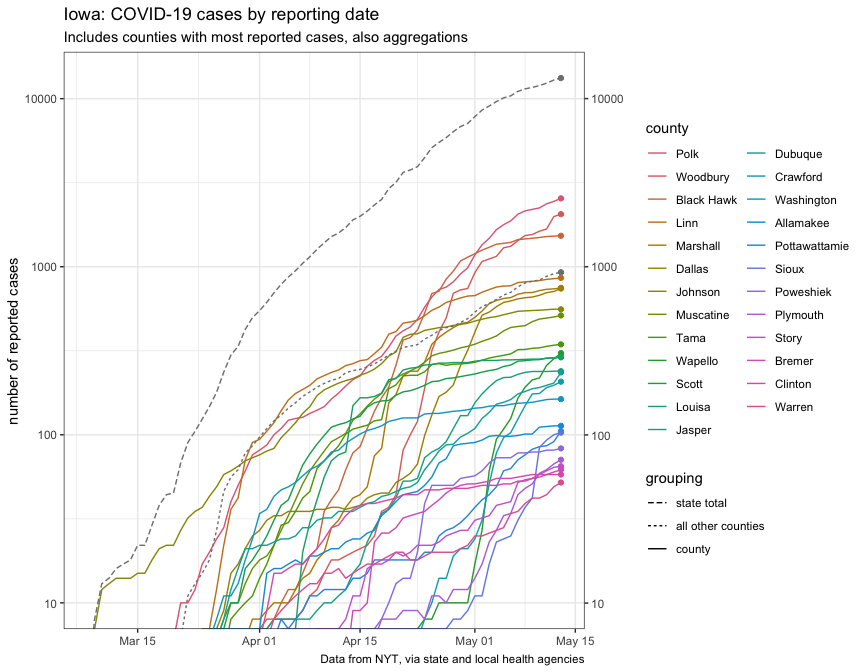 Iowa: COVID-19 cases by reporting date
Includes counties with most reported cases, also aggregations
number of reported cases
10000
1000
100
10
10000
1000
100
10
Mar 15
Apr 01
Apr 15
May 01
May 15
Data from NYT, via state and local health agencies
county
Polk
Woodbury
Black Hawk
Linn
Marshall
Dallas
Johnson
Muscatine
Tama
Wapello
Scott
Louisa
Jasper
Dubuque
Crawford
Washington
Allamakee
Pottawattamie
Sioux
Poweshiek
Plymouth
Story
Bremer
Clinton
Warren
grouping
state total
all other counties
county